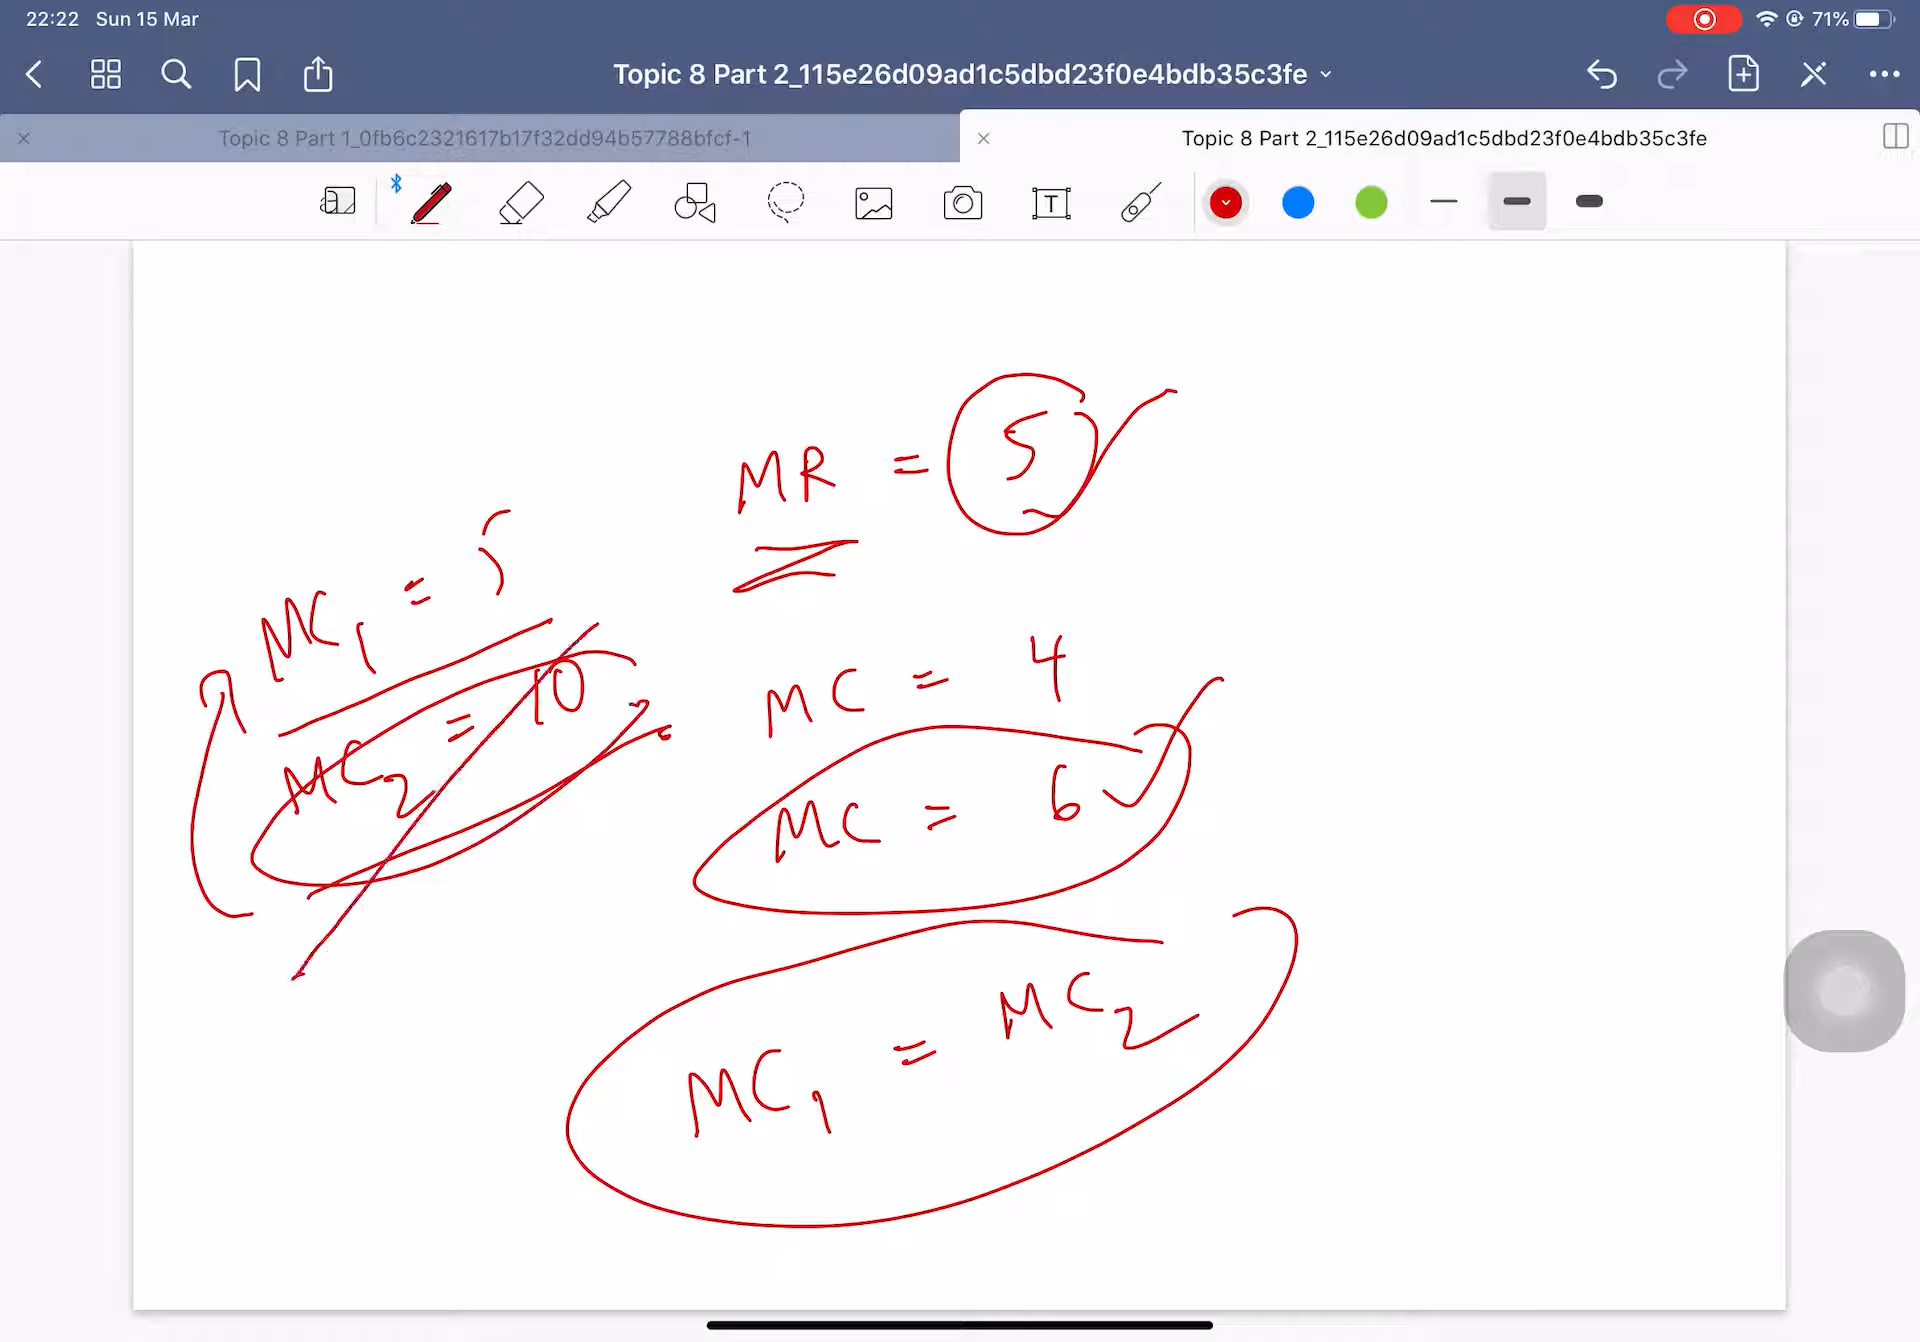 22:22 Sun 15 Mar
71%
Topic 8 Part 2_115e26d09ad1c5dbd23f0e4bdb35c3fe
Topic 8 Part 1_0fb6c2321617b17f32dd94b57788bfcf-1
Topic 8 Part 2_115e26d09ad1c5dbd23f0e4bdb35c3fe
MR = 5
MC1 = 5
MC2 = 10
MC = 4
MC = 6
MC1 = MC2